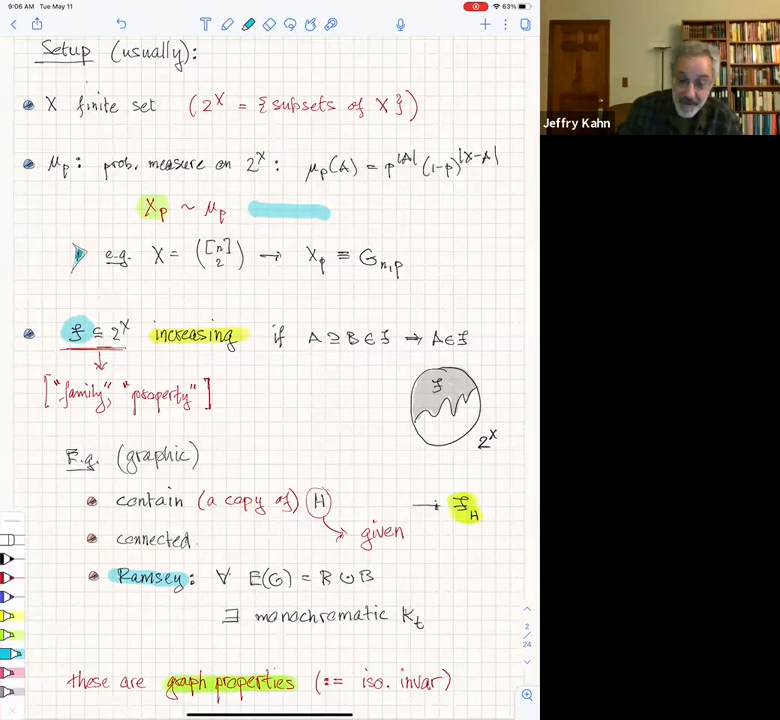 9:06 AM Tue May 11
63%
Jeffry Kahn
Setup (usually):
X finite set (2^X = {subsets of X})
μ_p: prob. measure on 2^X: μ_p(A) = p^|A| (1-p)^|X-A|
X_p ~ μ_p
e.g. X = ([n] 2) → X_p ≡ G_n,p
F ⊆ 2^X increasing if A ⊇ B ∈ F ⇒ A ∈ F
["family," "property"]
F
2^X
E.g. (graphic)
contain (a copy of) H → F_H
given
connected.
Ramsey: ∀ E(G) = R ∪ B
∃ monochromatic K_t
these are graph properties (:= iso. invar)
2
/
24